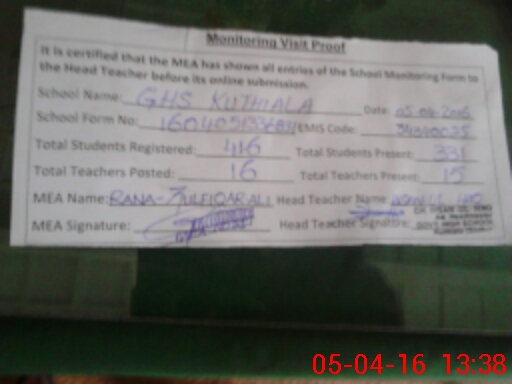 Monitoring Visit Proof
It is certified that the MEA has shown all entries of the School Monitoring Form to
the Head Teacher before its online submission.
School Name: GHS KUTHIALA Date: 05-04-2016
School Form No: EMIS Code:
Total Students Registered: 416 Total Students Present: 331
Total Teachers Posted: 16 Total Teachers Present: 15
MEA Name: RANA ZULFIQAR ALI Head Teacher Name:
MEA Signature: Head Teacher Signature:
05-04-16 13:38